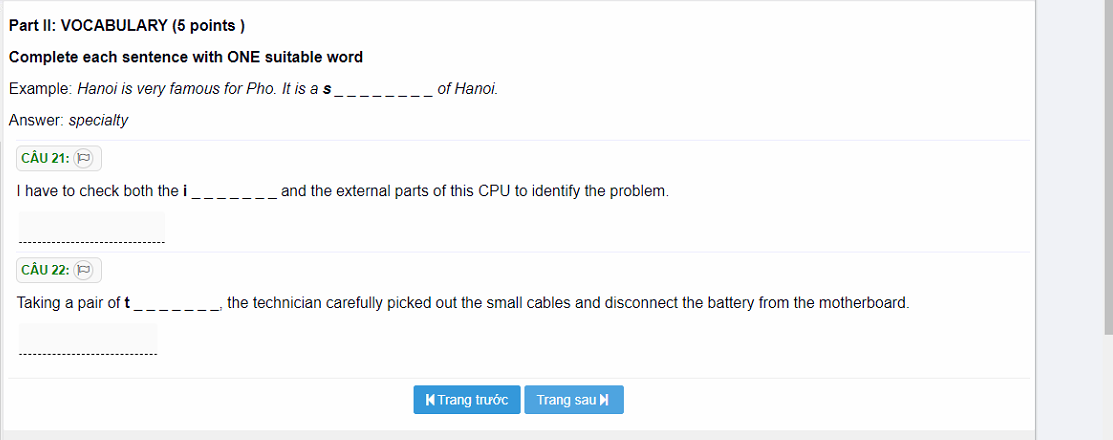 Part II: VOCABULARY (5 points )
Complete each sentence with ONE suitable word
Example: Hanoi is very famous for Pho. It is a s _ _ _ _ _ _ _ _ of Hanoi.
Answer: specialty
CÂU 21:
I have to check both the i _ _ _ _ _ _ _ and the external parts of this CPU to identify the problem.
CÂU 22:
Taking a pair of t _ _ _ _ _ _ _, the technician carefully picked out the small cables and disconnect the battery from the motherboard.
Trang trước Trang sau